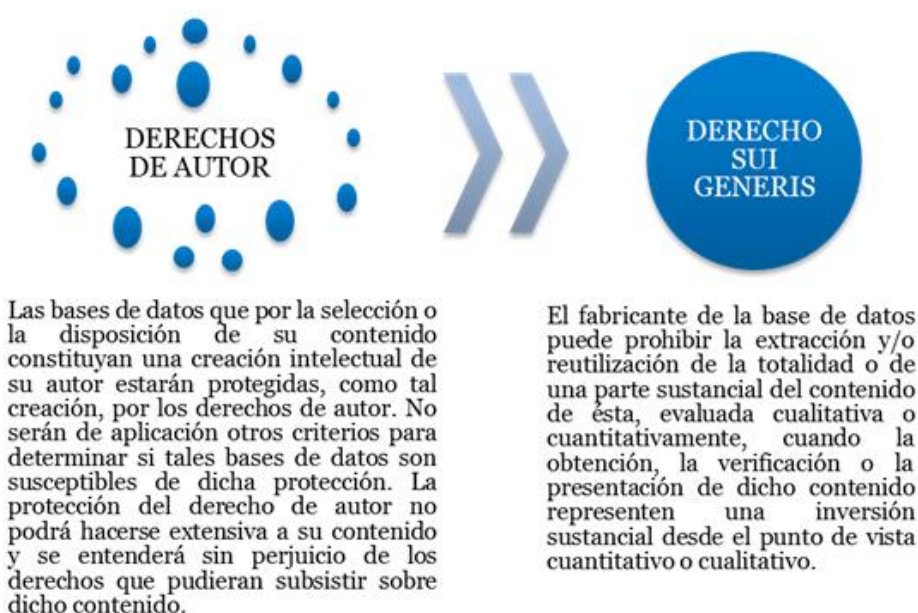 DERECHOS
DE AUTOR
Las bases de datos que por la selección o
la disposición de su contenido
constituyan una creación intelectual de
su autor estarán protegidas, como tal
creación, por los derechos de autor. No
serán de aplicación otros criterios para
determinar si tales bases de datos son
susceptibles de dicha protección. La
protección del derecho de autor no
podrá hacerse extensiva a su contenido
y se entenderá sin perjuicio de los
derechos que pudieran subsistir sobre
dicho contenido.
DERECHO
SUI
GENERIS
El fabricante de la base de datos
puede prohibir la extracción y/o
reutilización de la totalidad o de
una parte sustancial del contenido
de ésta, evaluada cualitativa o
cuantitativamente, cuando la
obtención, la verificación o la
presentación de dicho contenido
representen una inversión
sustancial desde el punto de vista
cuantitativo o cualitativo.